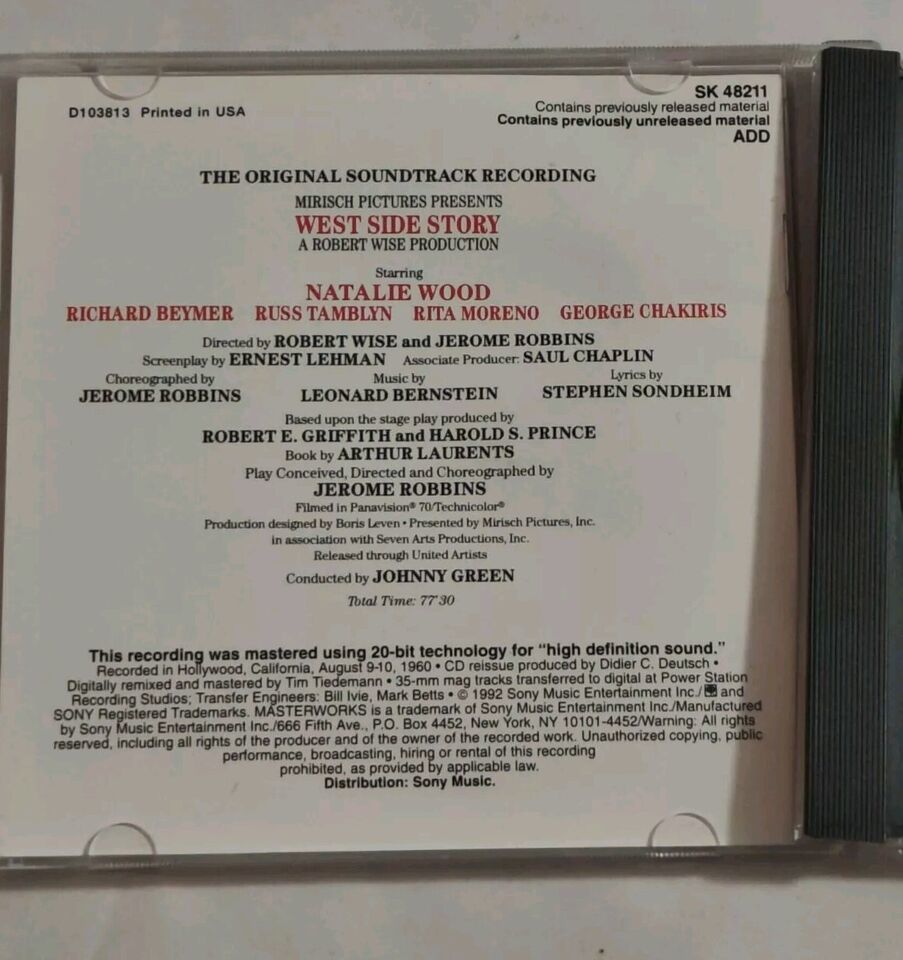 D103813 Printed in USA
SK 48211
Contains previously released material
Contains previously unreleased material
ADD
THE ORIGINAL SOUNDTRACK RECORDING
MIRISCH PICTURES PRESENTS
WEST SIDE STORY
A ROBERT WISE PRODUCTION
Starring
NATALIE WOOD
RICHARD BEYMER RUSS TAMBLYN RITA MORENO GEORGE CHAKIRIS
Directed by ROBERT WISE and JEROME ROBBINS
Screenplay by ERNEST LEHMAN Associate Producer: SAUL CHAPLIN
Choreographed by Music by Lyrics by
JEROME ROBBINS LEONARD BERNSTEIN STEPHEN SONDHEIM
Based upon the stage play produced by
ROBERT E. GRIFFITH and HAROLD S. PRINCE
Book by ARTHUR LAURENTS
Play Conceived, Directed and Choreographed by
JEROME ROBBINS
Filmed in Panavision® 70/Technicolor®
Production designed by Boris Leven • Presented by Mirisch Pictures, Inc.
in association with Seven Arts Productions, Inc.
Released through United Artists
Conducted by JOHNNY GREEN
Total Time: 77'30
This recording was mastered using 20-bit technology for "high definition sound."
Recorded in Hollywood, California, August 9-10, 1960 • CD reissue produced by Didier C. Deutsch •
Digitally remixed and mastered by Tim Tiedemann • 35-mm mag tracks transferred to digital at Power Station
Recording Studios; Transfer Engineers: Bill Ivie, Mark Betts • © 1992 Sony Music Entertainment Inc./ and
SONY Registered Trademarks. MASTERWORKS is a trademark of Sony Music Entertainment Inc./Manufactured
by Sony Music Entertainment Inc./666 Fifth Ave., P.O. Box 4452, New York, NY 10101-4452/Warning: All rights
reserved, including all rights of the producer and of the owner of the recorded work. Unauthorized copying, public
performance, broadcasting, hiring or rental of this recording
prohibited, as provided by applicable law.
Distribution: Sony Music.